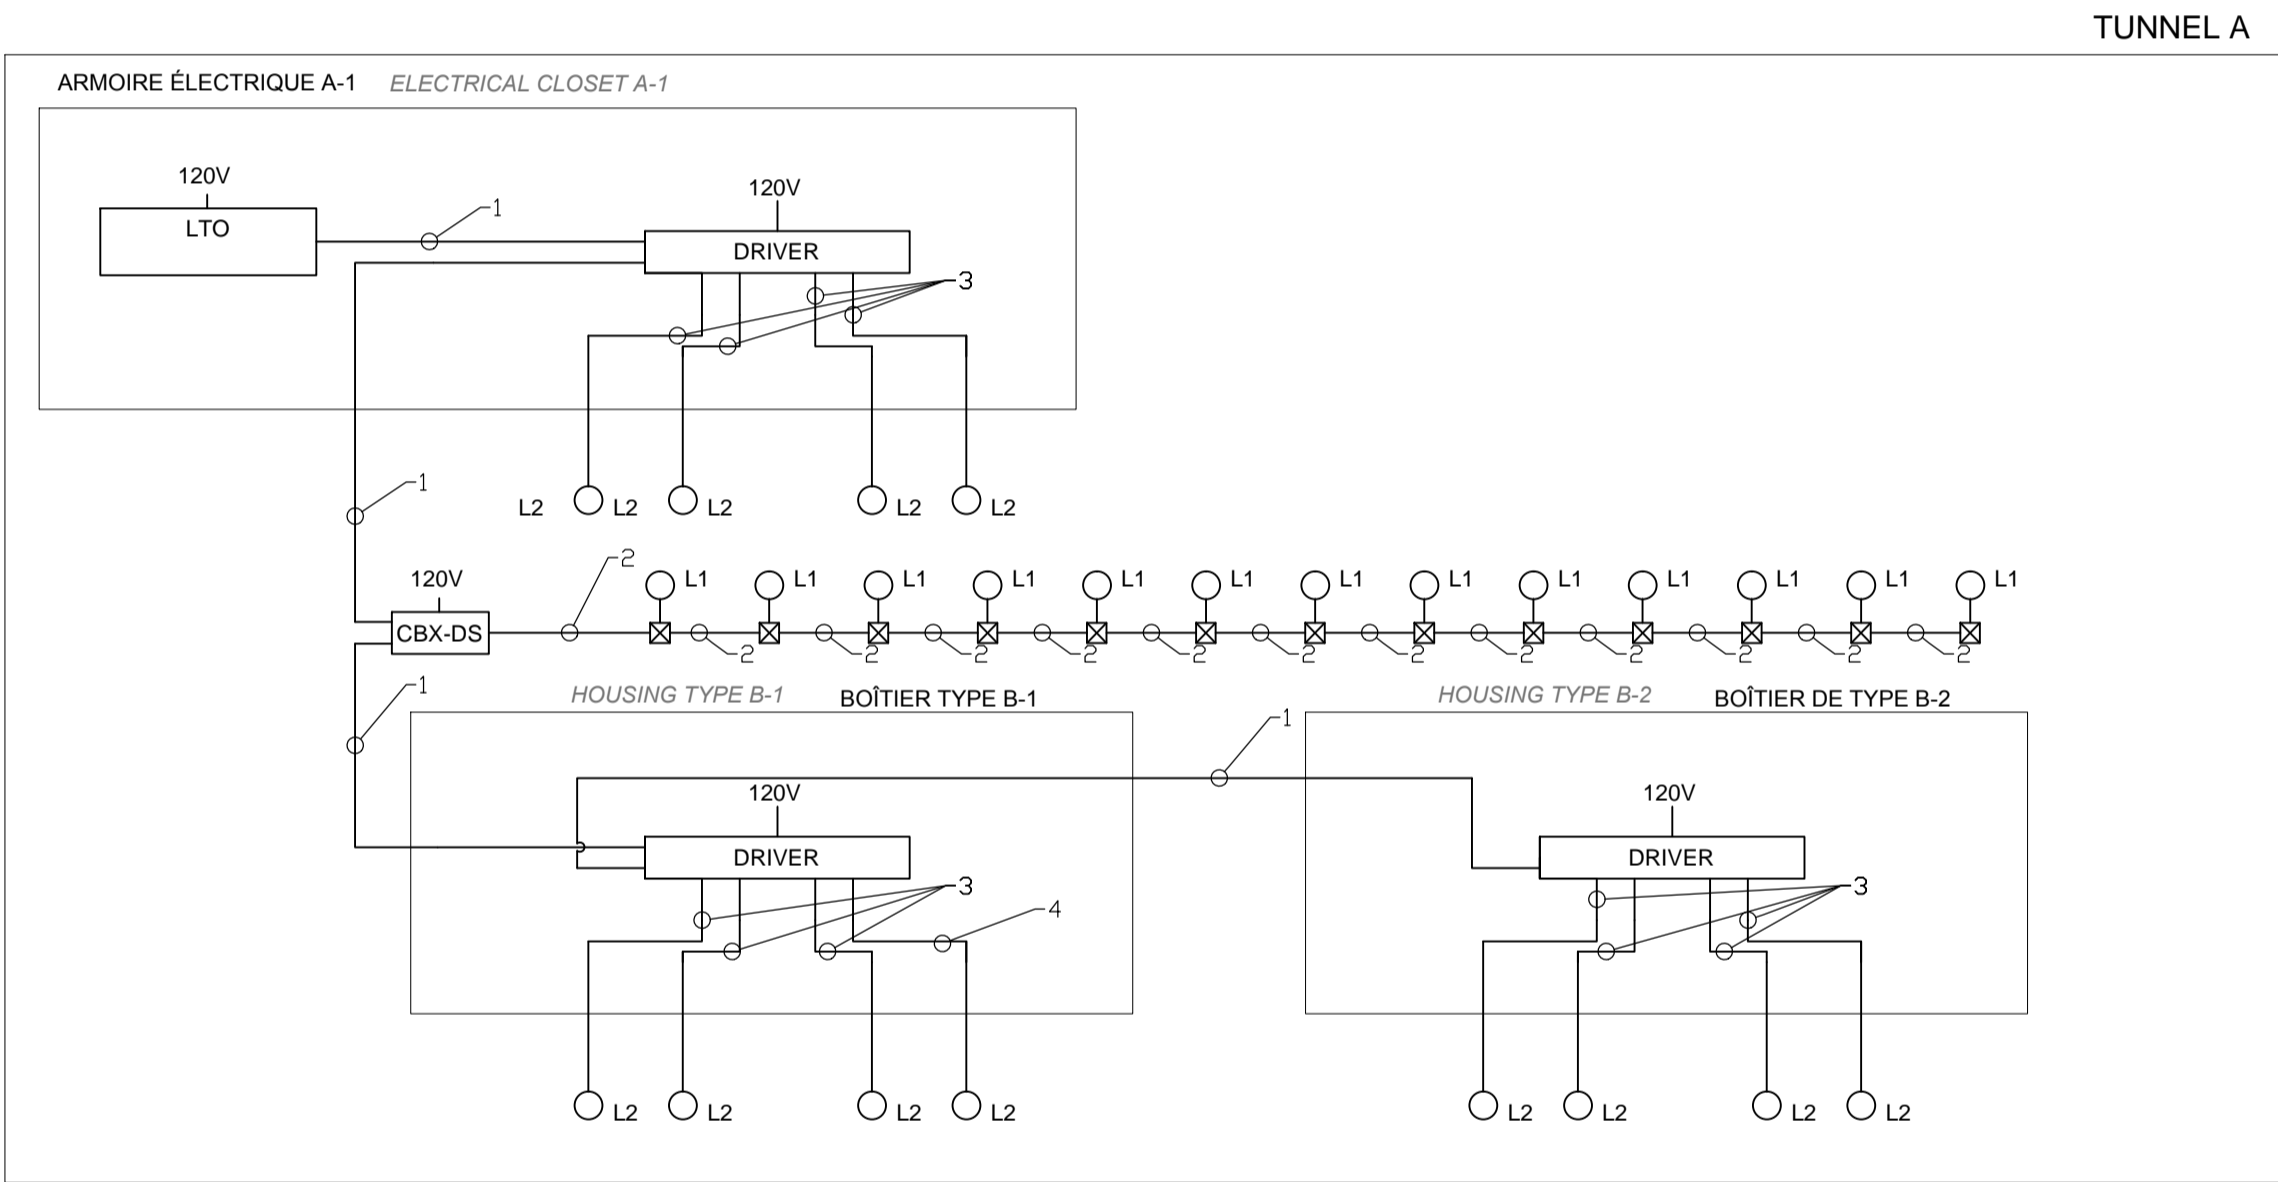 TUNNEL A
ARMOIRE ÉLECTRIQUE A-1 ELECTRICAL CLOSET A-1
120V
120V
LTO
1
DRIVER
3
1
L2 L2 L2 L2 L2
2
120V
L1 L1 L1 L1 L1 L1 L1 L1 L1 L1 L1 L1 L1
CBX-DS
2 2 2 2 2 2 2 2 2 2 2 2
1
HOUSING TYPE B-1 BOÎTIER TYPE B-1
HOUSING TYPE B-2 BOÎTIER DE TYPE B-2
1
120V
120V
DRIVER
DRIVER
3
3
4
L2 L2 L2 L2
L2 L2 L2 L2